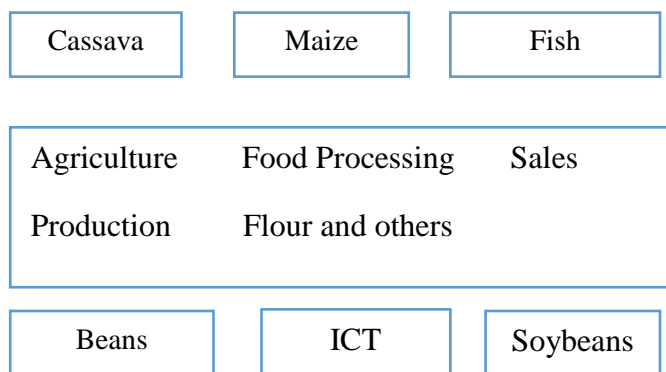 Cassava Maize Fish
Agriculture Food Processing Sales
Production Flour and others
Beans ICT Soybeans